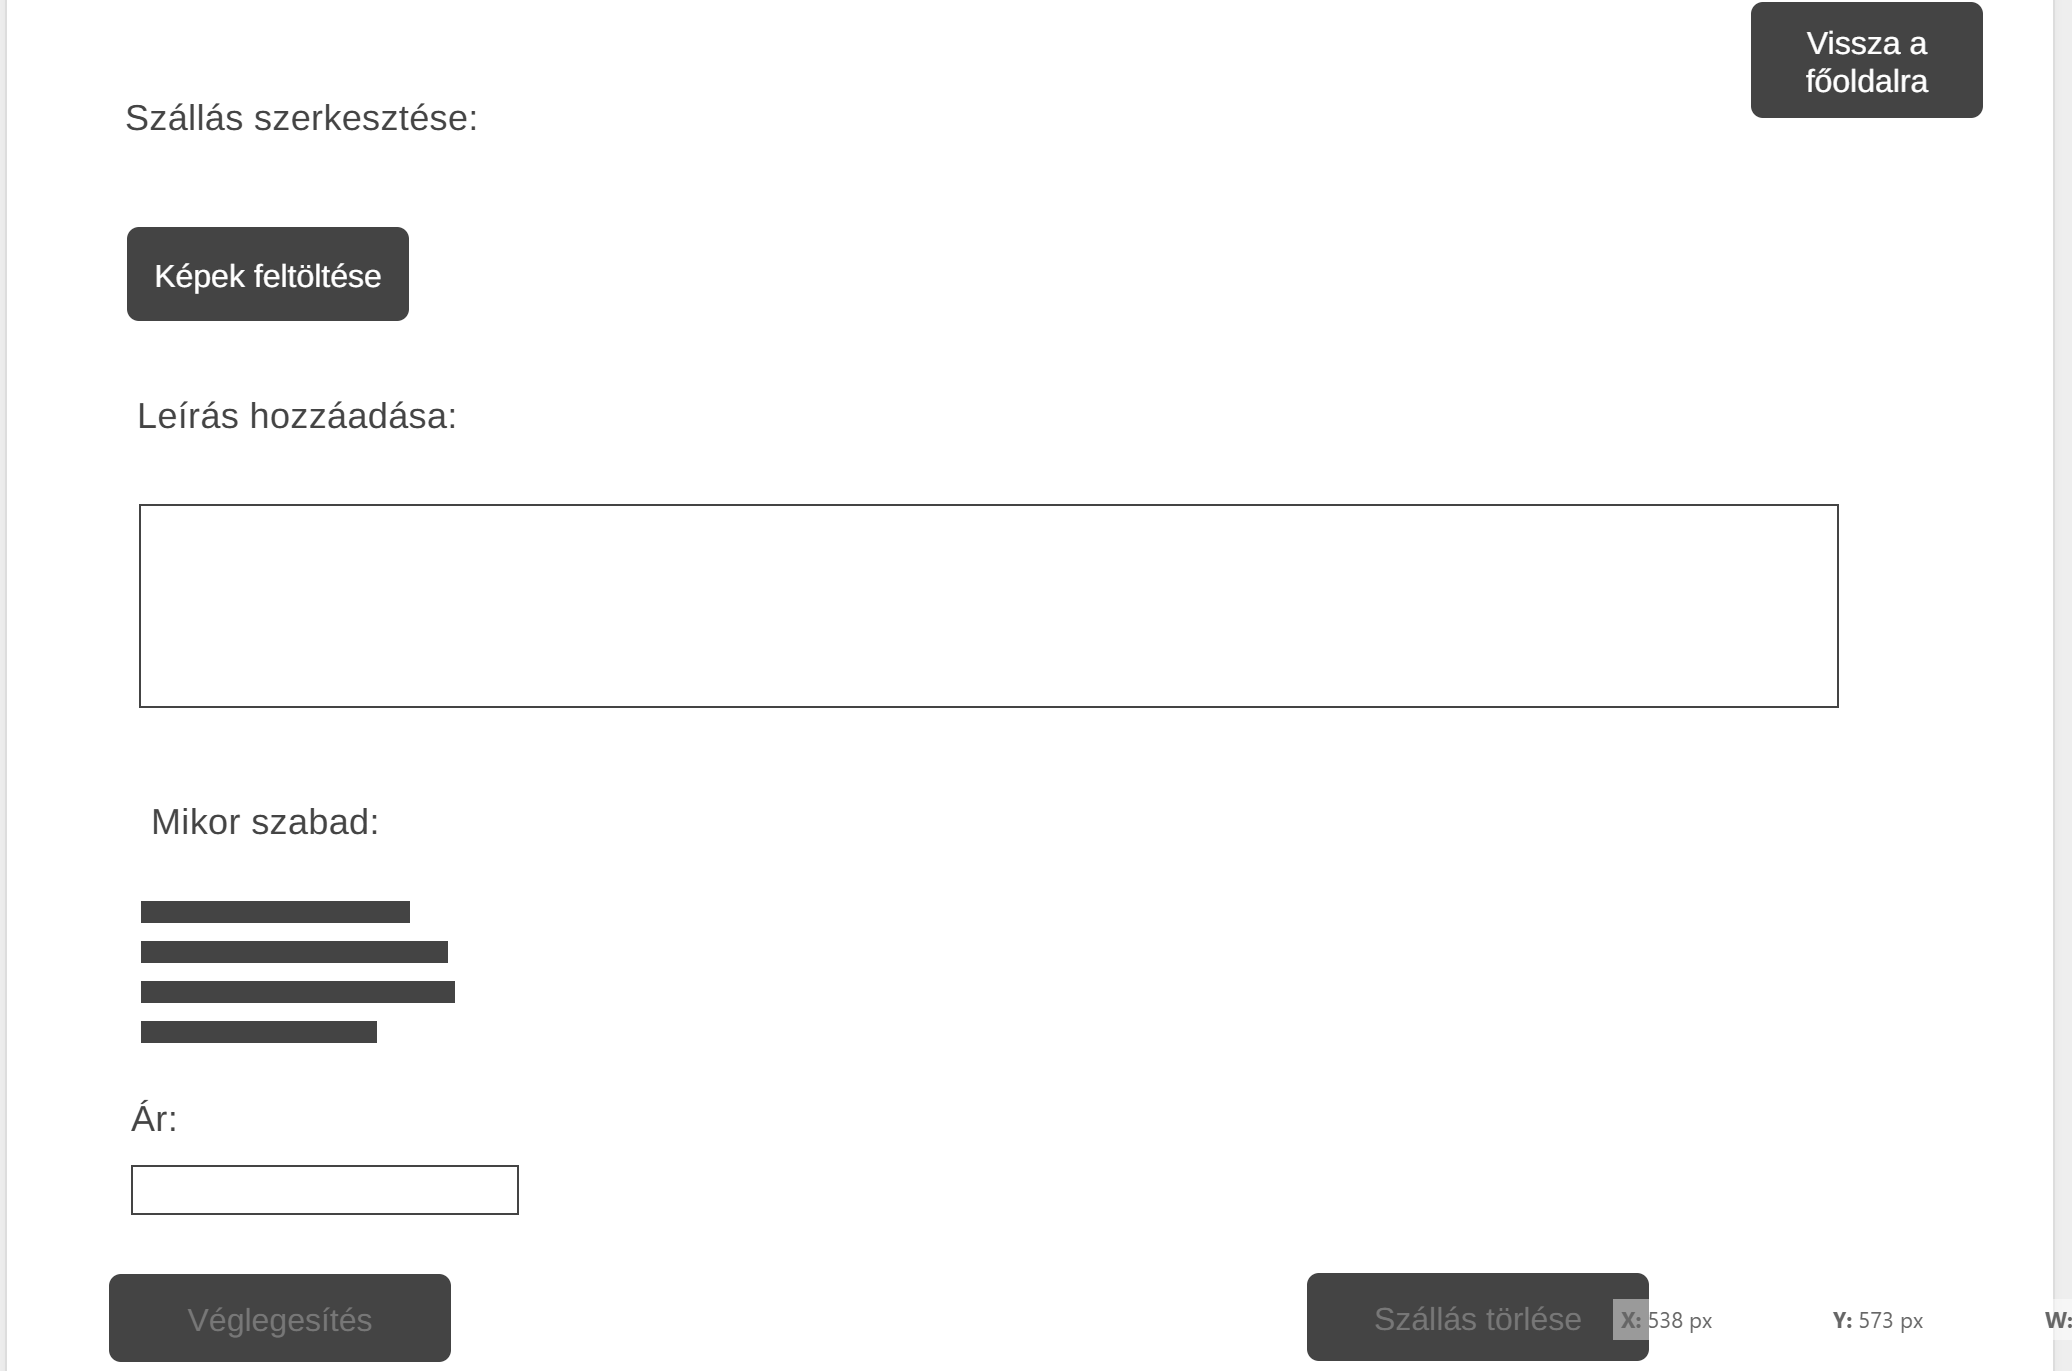 Vissza a
főoldalra
Szállás szerkesztése:
Képek feltöltése
Leírás hozzáadása:
Mikor szabad:
Ár:
Véglegesítés
Szállás törlése
X: 538 px Y: 573 px W: